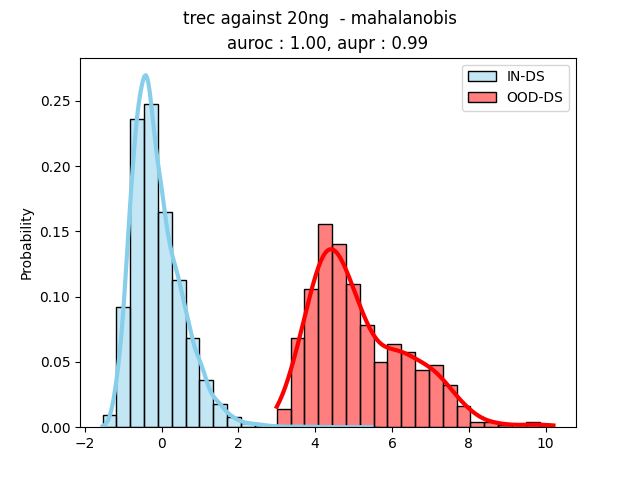 trec against 20ng - mahalanobis
auroc : 1.00, aupr : 0.99
IN-DS
OOD-DS
Probability
0.25
0.20
0.15
0.10
0.05
0.00
−2
0
2
4
6
8
10